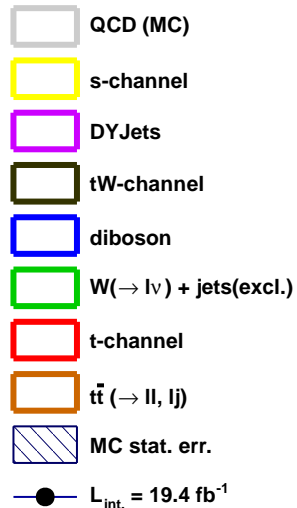 QCD (MC)
s-channel
DYJets
tW-channel
diboson
W(→ lν) + jets(excl.)
t-channel
tt̄ (→ ll, lj)
MC stat. err.
L_int. = 19.4 fb⁻¹